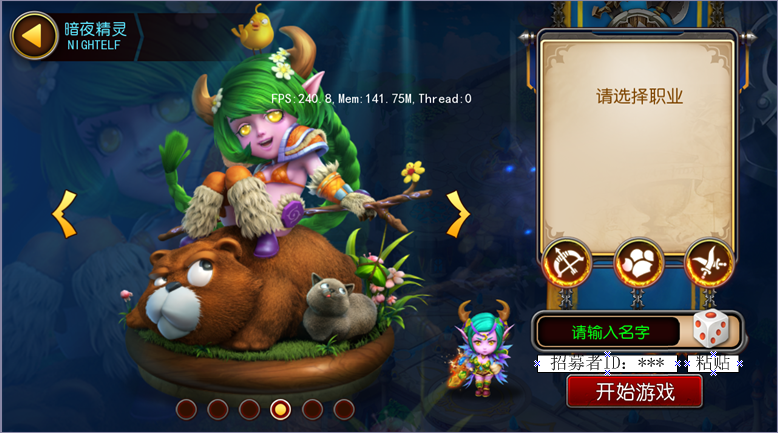 暗夜精灵
NIGHTELF
FPS:240.8,Mem:141.75M,Thread:0
请选择职业
请输入名字
招募者ID: ***
粘贴
开始游戏